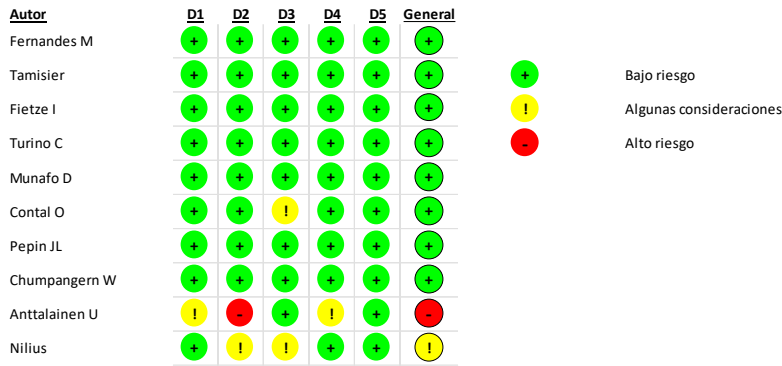 Autor D1 D2 D3 D4 D5 General
Fernandes M + + + + + +
Tamisier + + + + + + + Bajo riesgo
Fietze I + + + + + + ! Algunas consideraciones
Turino C + + + + + + - Alto riesgo
Munafo D + + + + + +
Contal O + + ! + + +
Pepin JL + + + + + +
Chumpangern W + + + + + +
Anttalainen U ! - + ! + -
Nilius + ! ! + + !